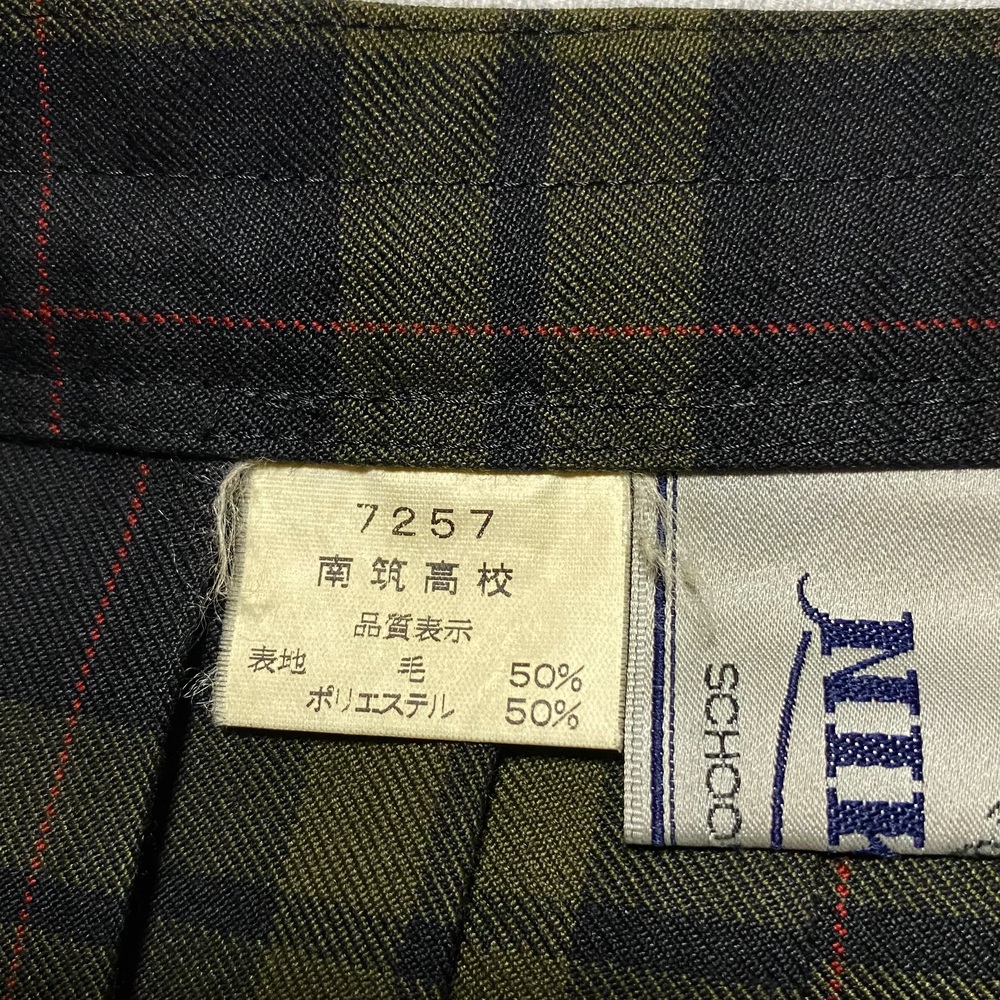 7257
南筑高校
品質表示
表地 毛 50%
ポリエステル 50%